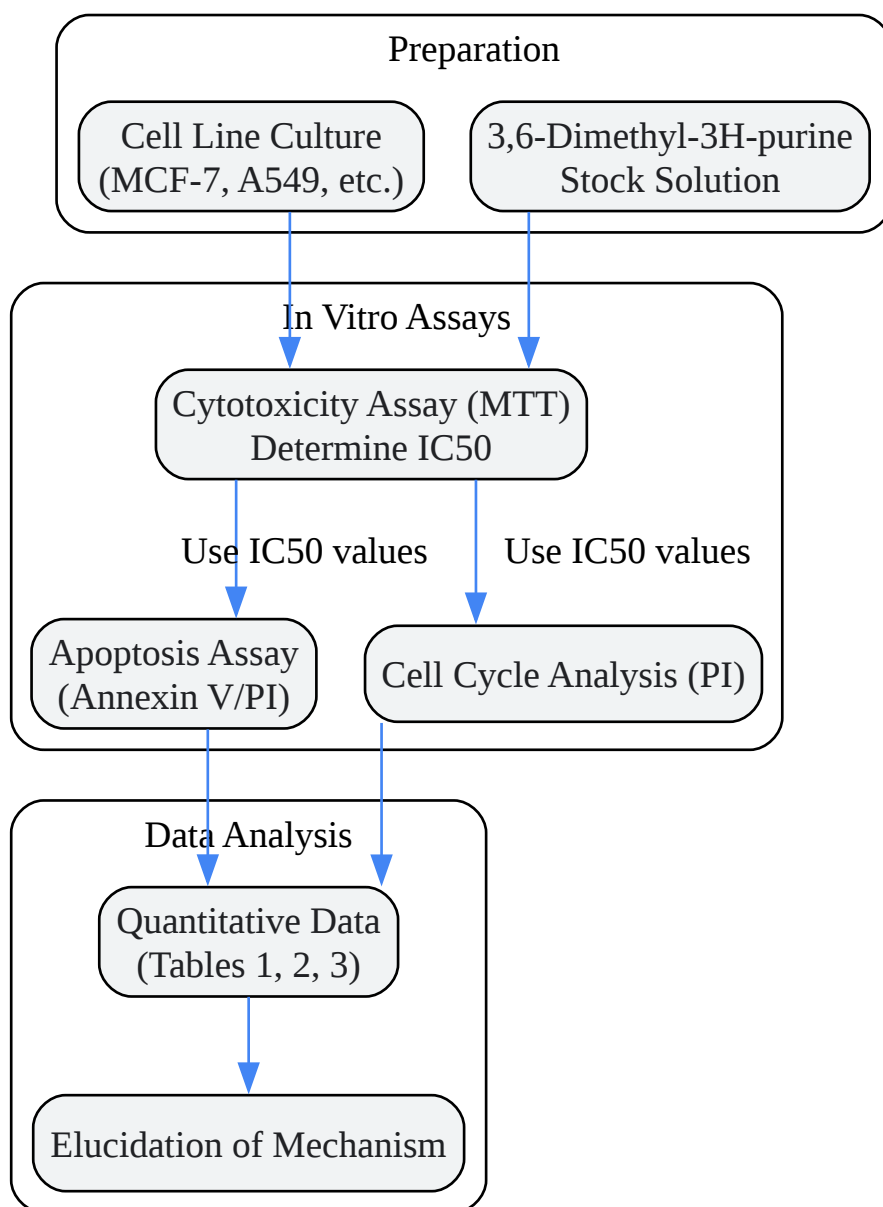 Preparation
Cell Line Culture
(MCF-7, A549, etc.)
3,6-Dimethyl-3H-purine
Stock Solution
In Vitro Assays
Cytotoxicity Assay (MTT)
Determine IC50
Use IC50 values
Use IC50 values
Apoptosis Assay
(Annexin V/PI)
Cell Cycle Analysis (PI)
Data Analysis
Quantitative Data
(Tables 1, 2, 3)
Elucidation of Mechanism